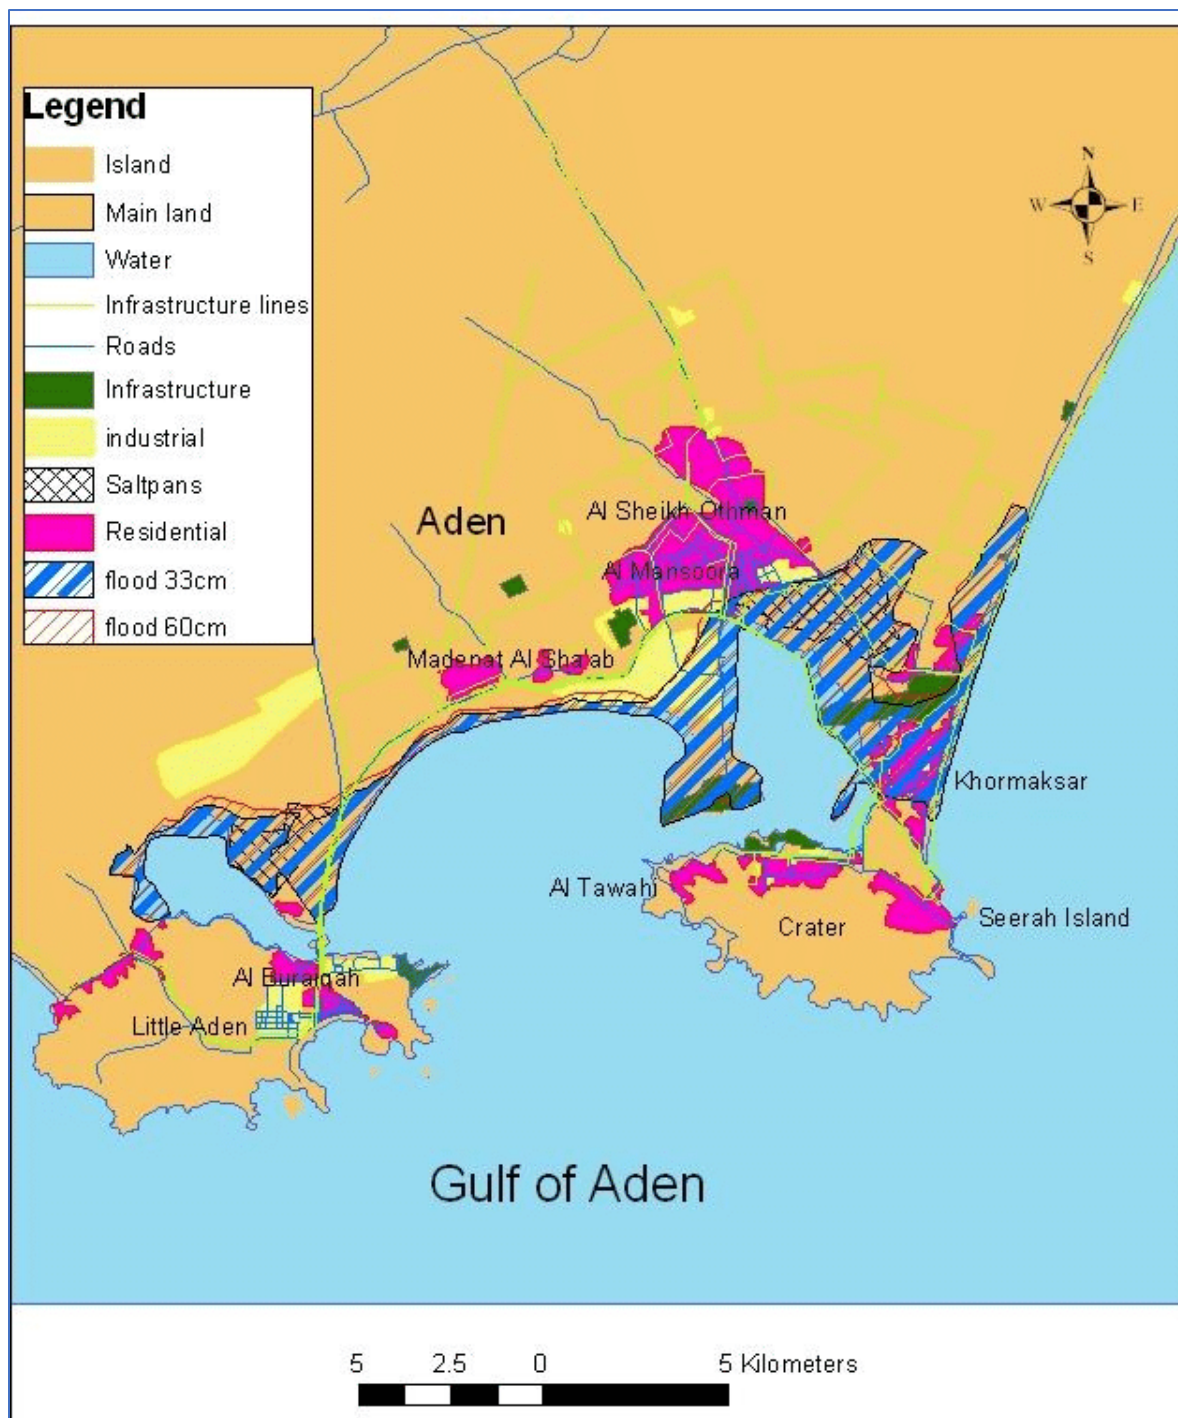 Legend
Island
Main land
Water
Infrastructure lines
Roads
Infrastructure
industrial
Saltpans
Residential
flood 33cm
flood 60cm
N
W E
S
Al Sheikh Othman
Aden
Al Mansoora
Madenat Al Sha'ab
Khormaksar
Al Tawahi
Crater
Seerah Island
Al Buraiqah
Little Aden
Gulf of Aden
5 2.5 0 5 Kilometers